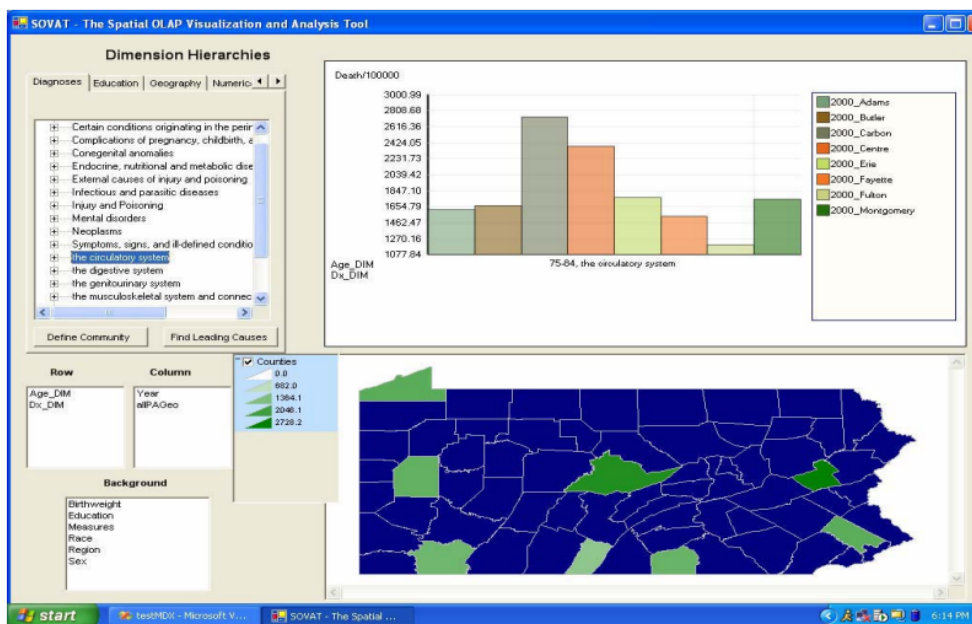 SOVAT - The Spatial OLAP Visualization and Analysis Tool
Dimension Hierarchies
Diagnoses Education Geography Numeric
Certain conditions originating in the perin
Complications of pregnancy, childbirth, a
Conegenital anomalies
Endocrine, nutritional and metabolic dise
External causes of injury and poisoning
Infectious and parasitic diseases
Injury and Poisoning
Mental disorders
Neoplasms
Symptoms, signs, and ill-defined conditio
the circulatory system
the digestive system
the genitourinary system
the musculoskeletal system and connec
Define Community Find Leading Causes
Death/100000
3000.99
2808.68
2616.36
2424.05
2231.73
2039.42
1847.10
1654.79
1462.47
1270.16
1077.84
Age_DIM
Dx_DIM
75-84, the circulatory system
2000_Adams
2000_Butler
2000_Carbon
2000_Centre
2000_Erie
2000_Fayette
2000_Fulton
2000_Montgomery
Row
Age_DIM
Dx_DIM
Column
Year
allPAGeo
Background
Birthweight
Education
Measures
Race
Region
Sex
Counties
0.0
682.0
1364.1
2046.1
2728.2
start testMDX - Microsoft V... SOVAT - The Spatial ... 6:14 PM